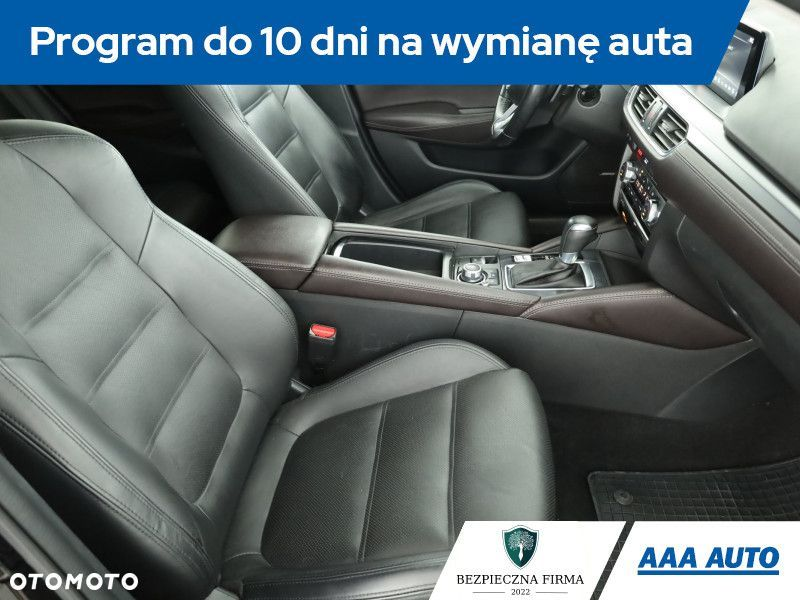 Program do 10 dni na wymianę auta
OTOMOTO
BEZPIECZNA FIRMA
2022
AAA AUTO